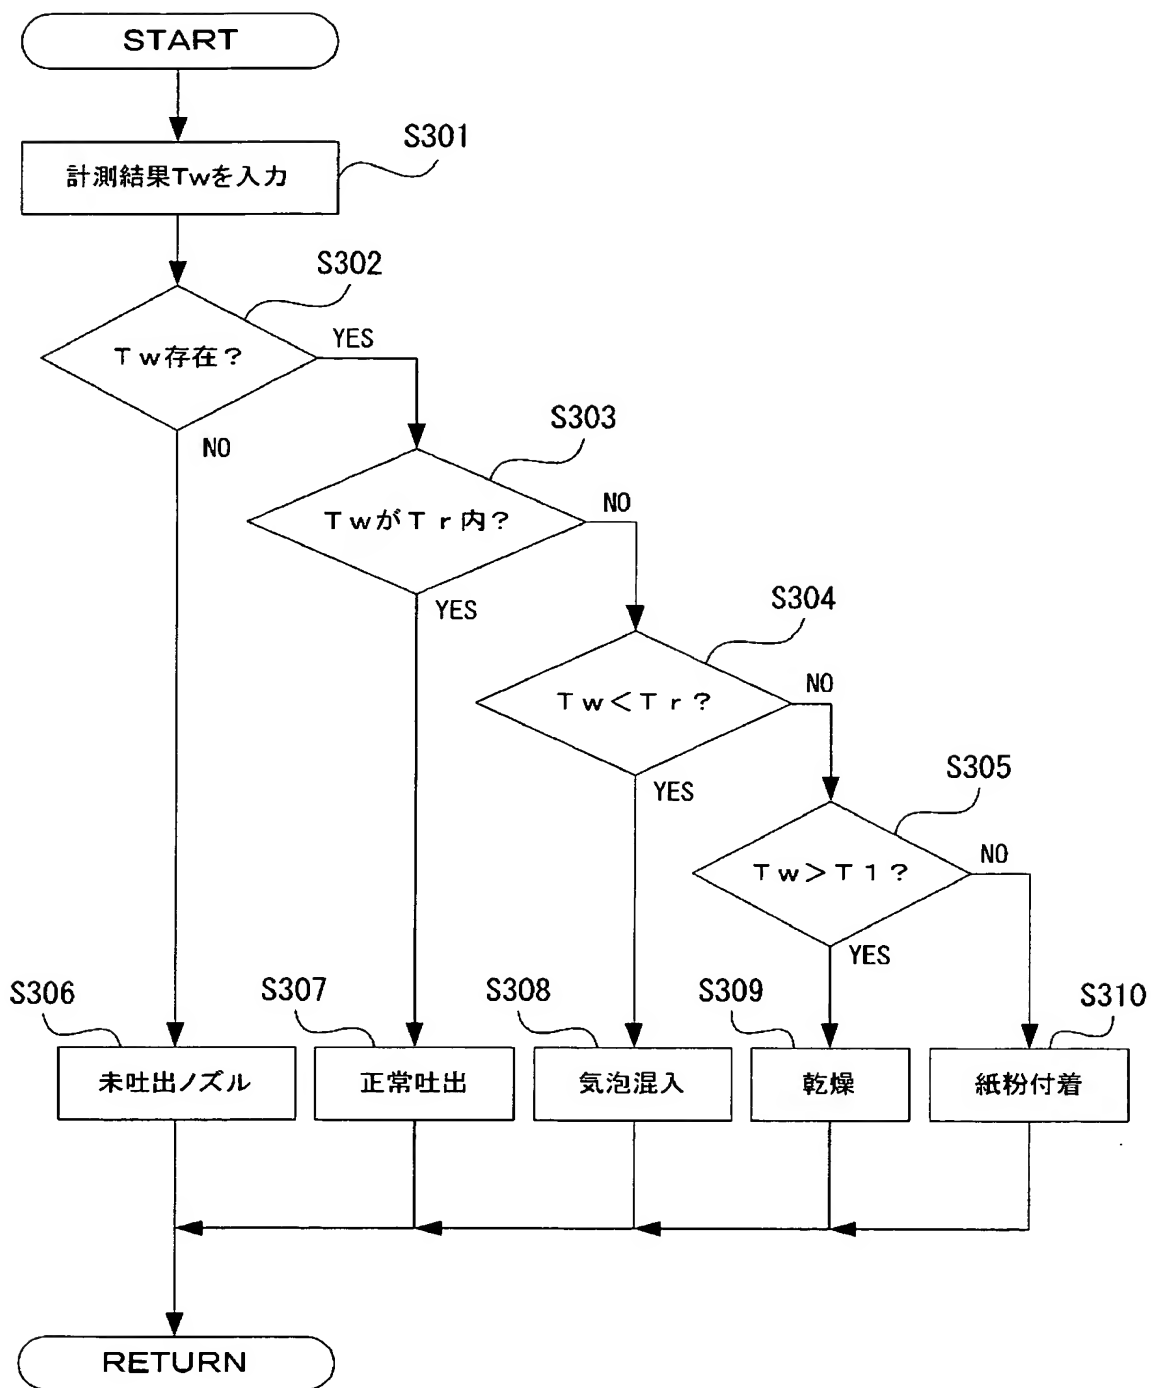 START
S301
計測結果Twを入力
S302
Tw存在?
YES
NO
S303
TwがTr内?
NO
YES
S304
Tw<Tr?
NO
YES
S305
Tw>T1?
NO
YES
S306
未吐出ノズル
S307
正常吐出
S308
気泡混入
S309
乾燥
S310
紙粉付着
RETURN